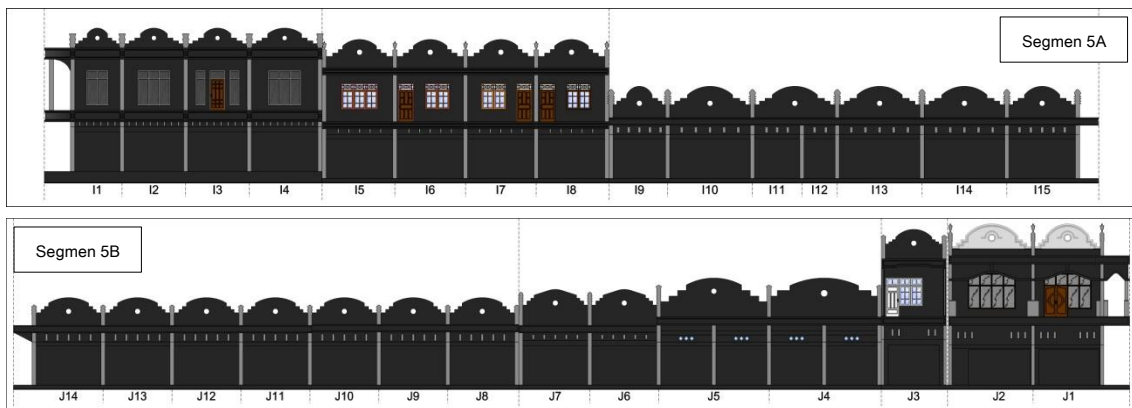 Segmen 5A
I1 I2 I3 I4 I5 I6 I7 I8 I9 I10 I11 I12 I13 I14 I15
Segmen 5B
J14 J13 J12 J11 J10 J9 J8 J7 J6 J5 J4 J3 J2 J1